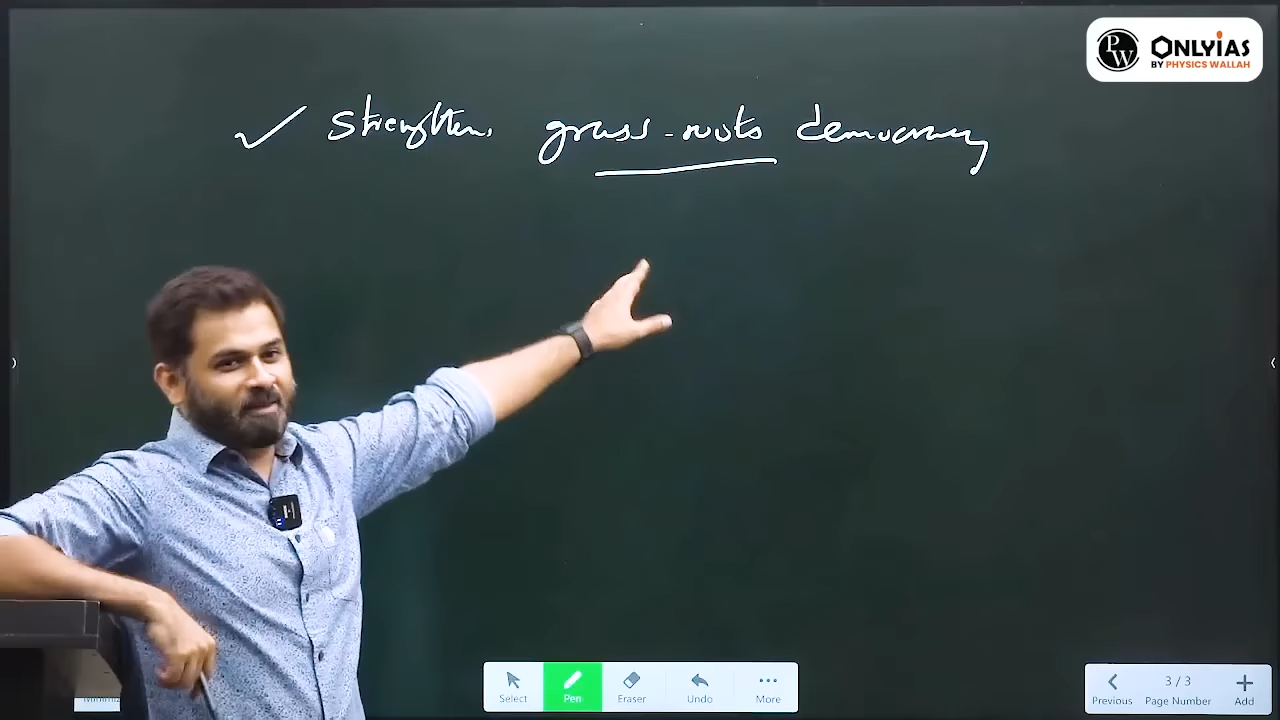 PW ONLYIAS
BY PHYSICS WALLAH
✓ Strengthen grass-roots democracy
Select
Pen
Eraser
Undo
More
3 / 3
Previous
Page Number
Add